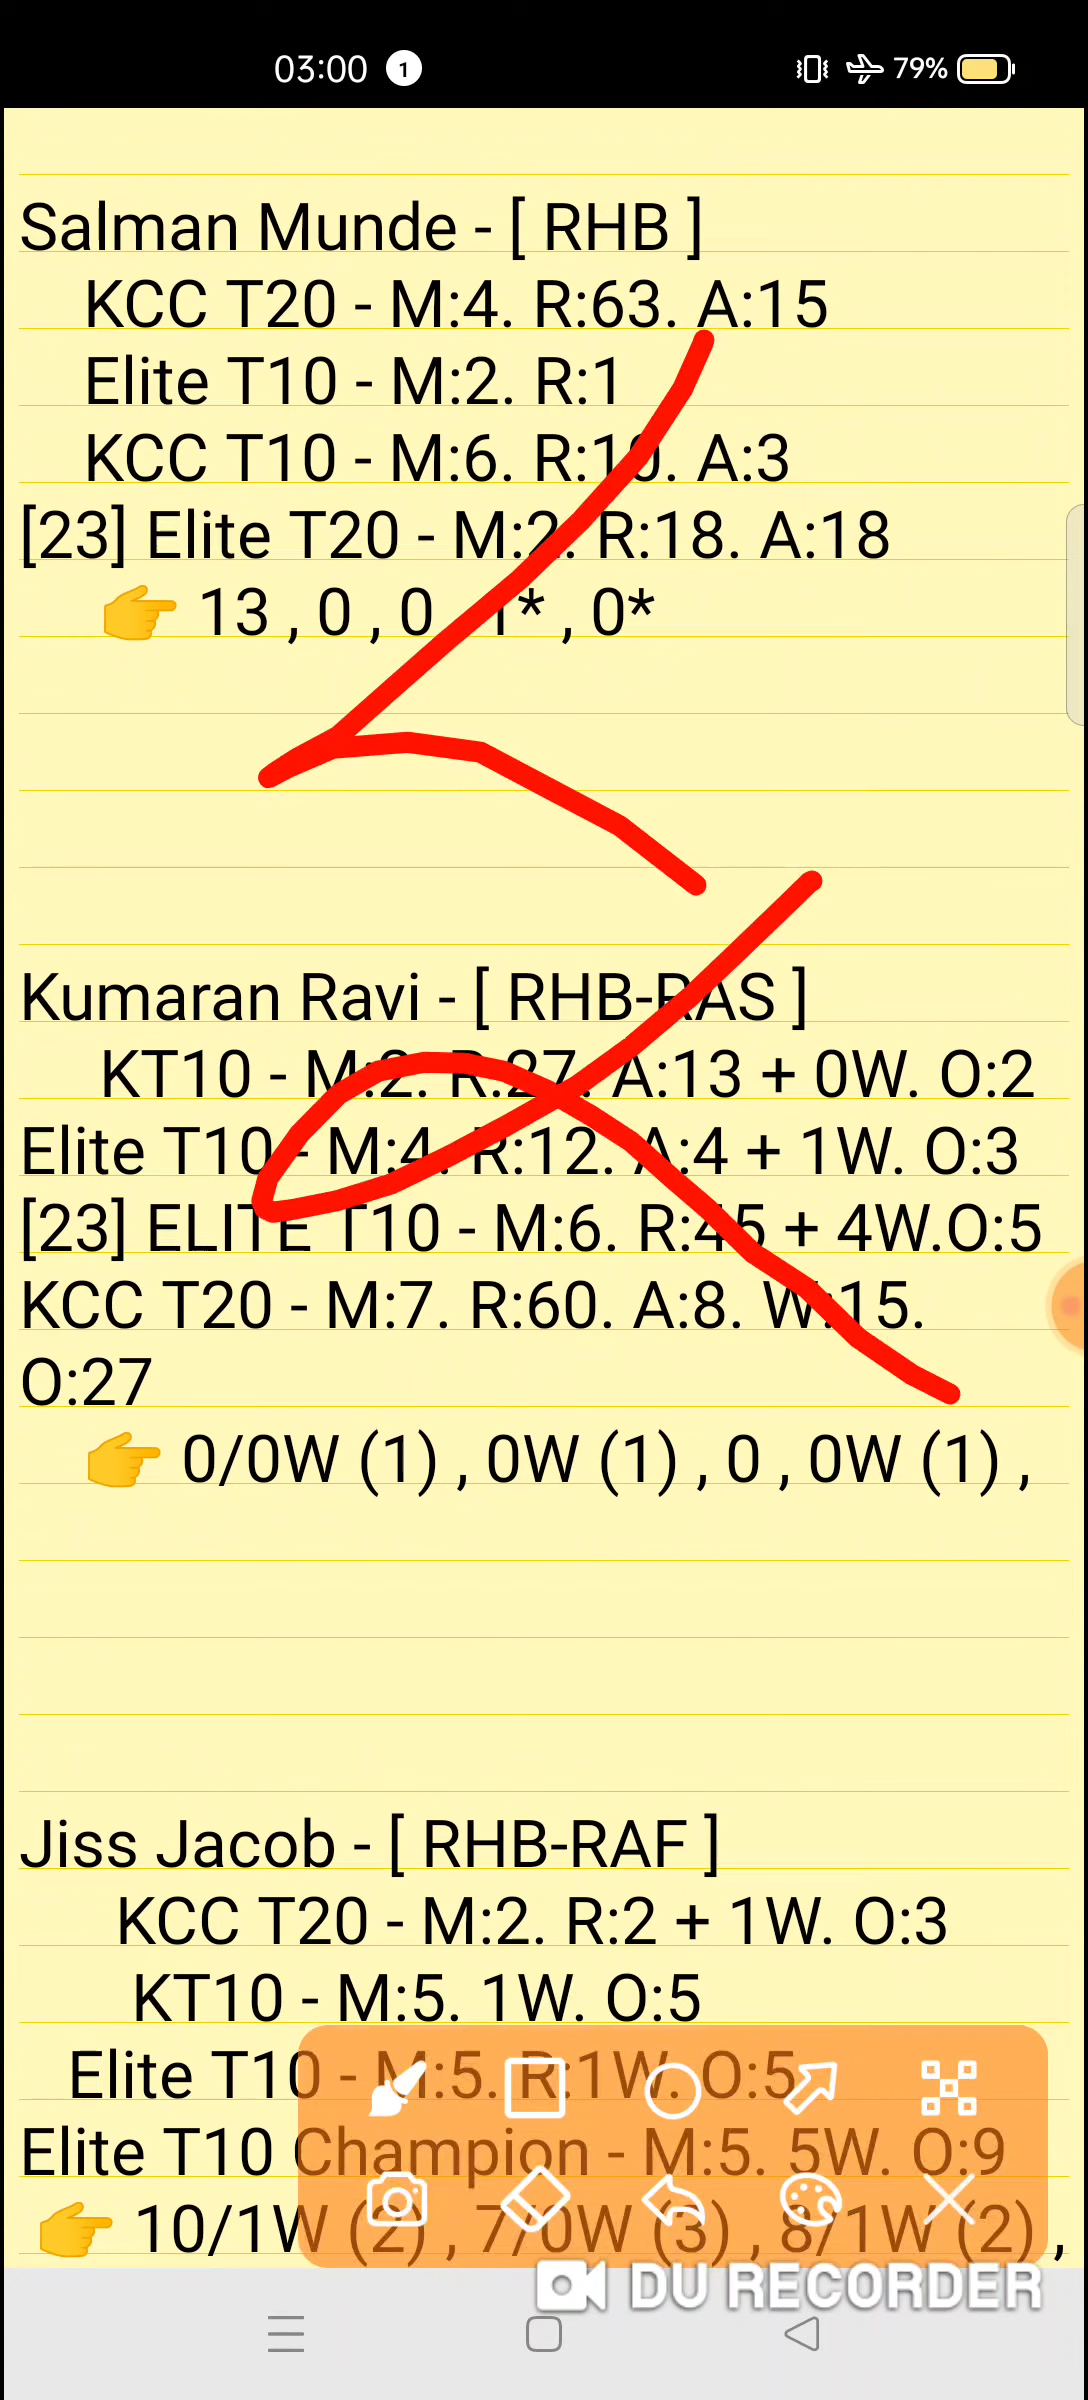 03:00 1 79%
Salman Munde - [ RHB ]
KCC T20 - M:4. R:63. A:15
Elite T10 - M:2. R:1
KCC T10 - M:6. R:10. A:3
[23] Elite T20 - M:2. R:18. A:18
👉 13 , 0 , 0 , 1* , 0*
Kumaran Ravi - [ RHB-RAS ]
KT10 - M:2. R:27. A:13 + 0W. O:2
Elite T10 - M:4. R:12. A:4 + 1W. O:3
[23] ELITE T10 - M:6. R:45 + 4W.O:5
KCC T20 - M:7. R:60. A:8. W:15.
O:27
👉 0/0W (1) , 0W (1) , 0 , 0W (1) ,
Jiss Jacob - [ RHB-RAF ]
KCC T20 - M:2. R:2 + 1W. O:3
KT10 - M:5. 1W. O:5
Elite T10 - M:5. R:1W. O:5
Elite T10 Champion - M:5. 5W. O:9
👉 10/1W (2) , 7/0W (3) , 8/1W (2) ,
DU RECORDER